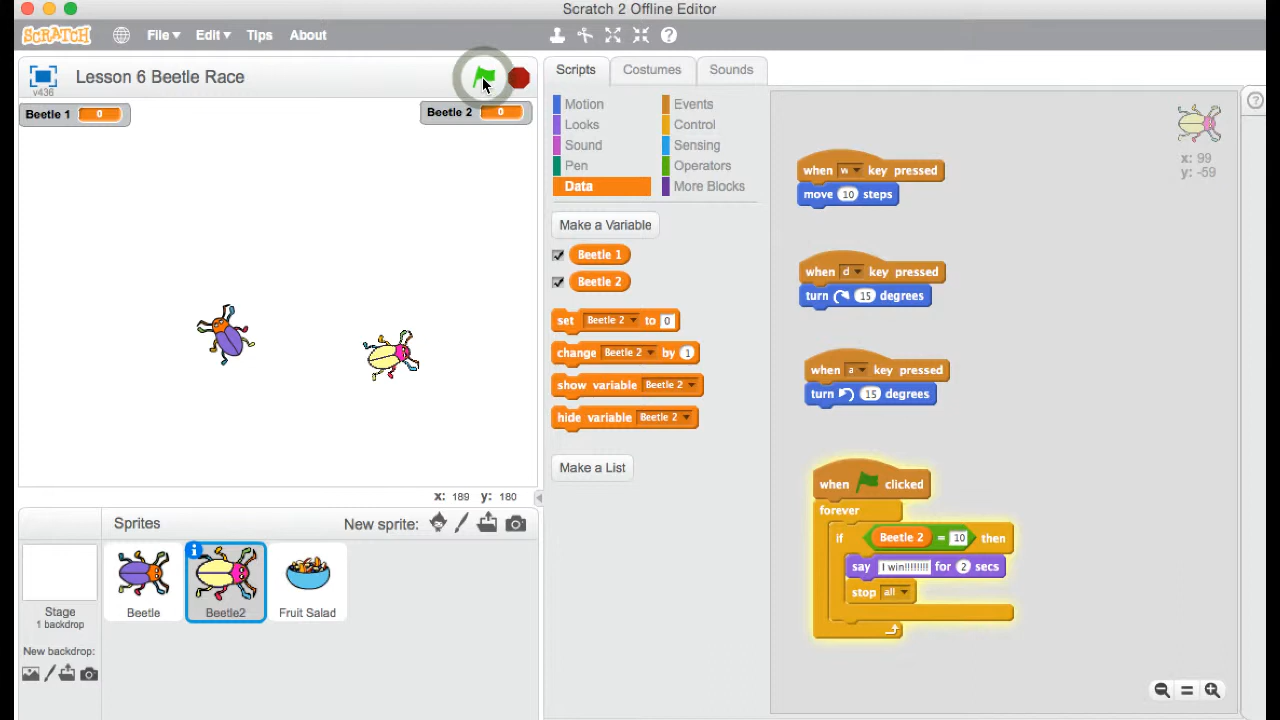 Scratch 2 Offline Editor
SCRATCH File Edit Tips About
v436
Lesson 6 Beetle Race
Beetle 1 0
Beetle 2 0
x: 189 y: 180
Sprites New sprite:
Stage
1 backdrop
New backdrop:
Beetle
Beetle2
Fruit Salad
Scripts Costumes Sounds
Motion Events
Looks Control
Sound Sensing
Pen Operators
Data More Blocks
Make a Variable
Beetle 1
Beetle 2
set Beetle 2 to 0
change Beetle 2 by 1
show variable Beetle 2
hide variable Beetle 2
Make a List
when w key pressed
move 10 steps
when d key pressed
turn 15 degrees
when a key pressed
turn 15 degrees
when clicked
forever
if Beetle 2 = 10 then
say I win!!!!!!!! for 2 secs
stop all
x: 99
y: -59